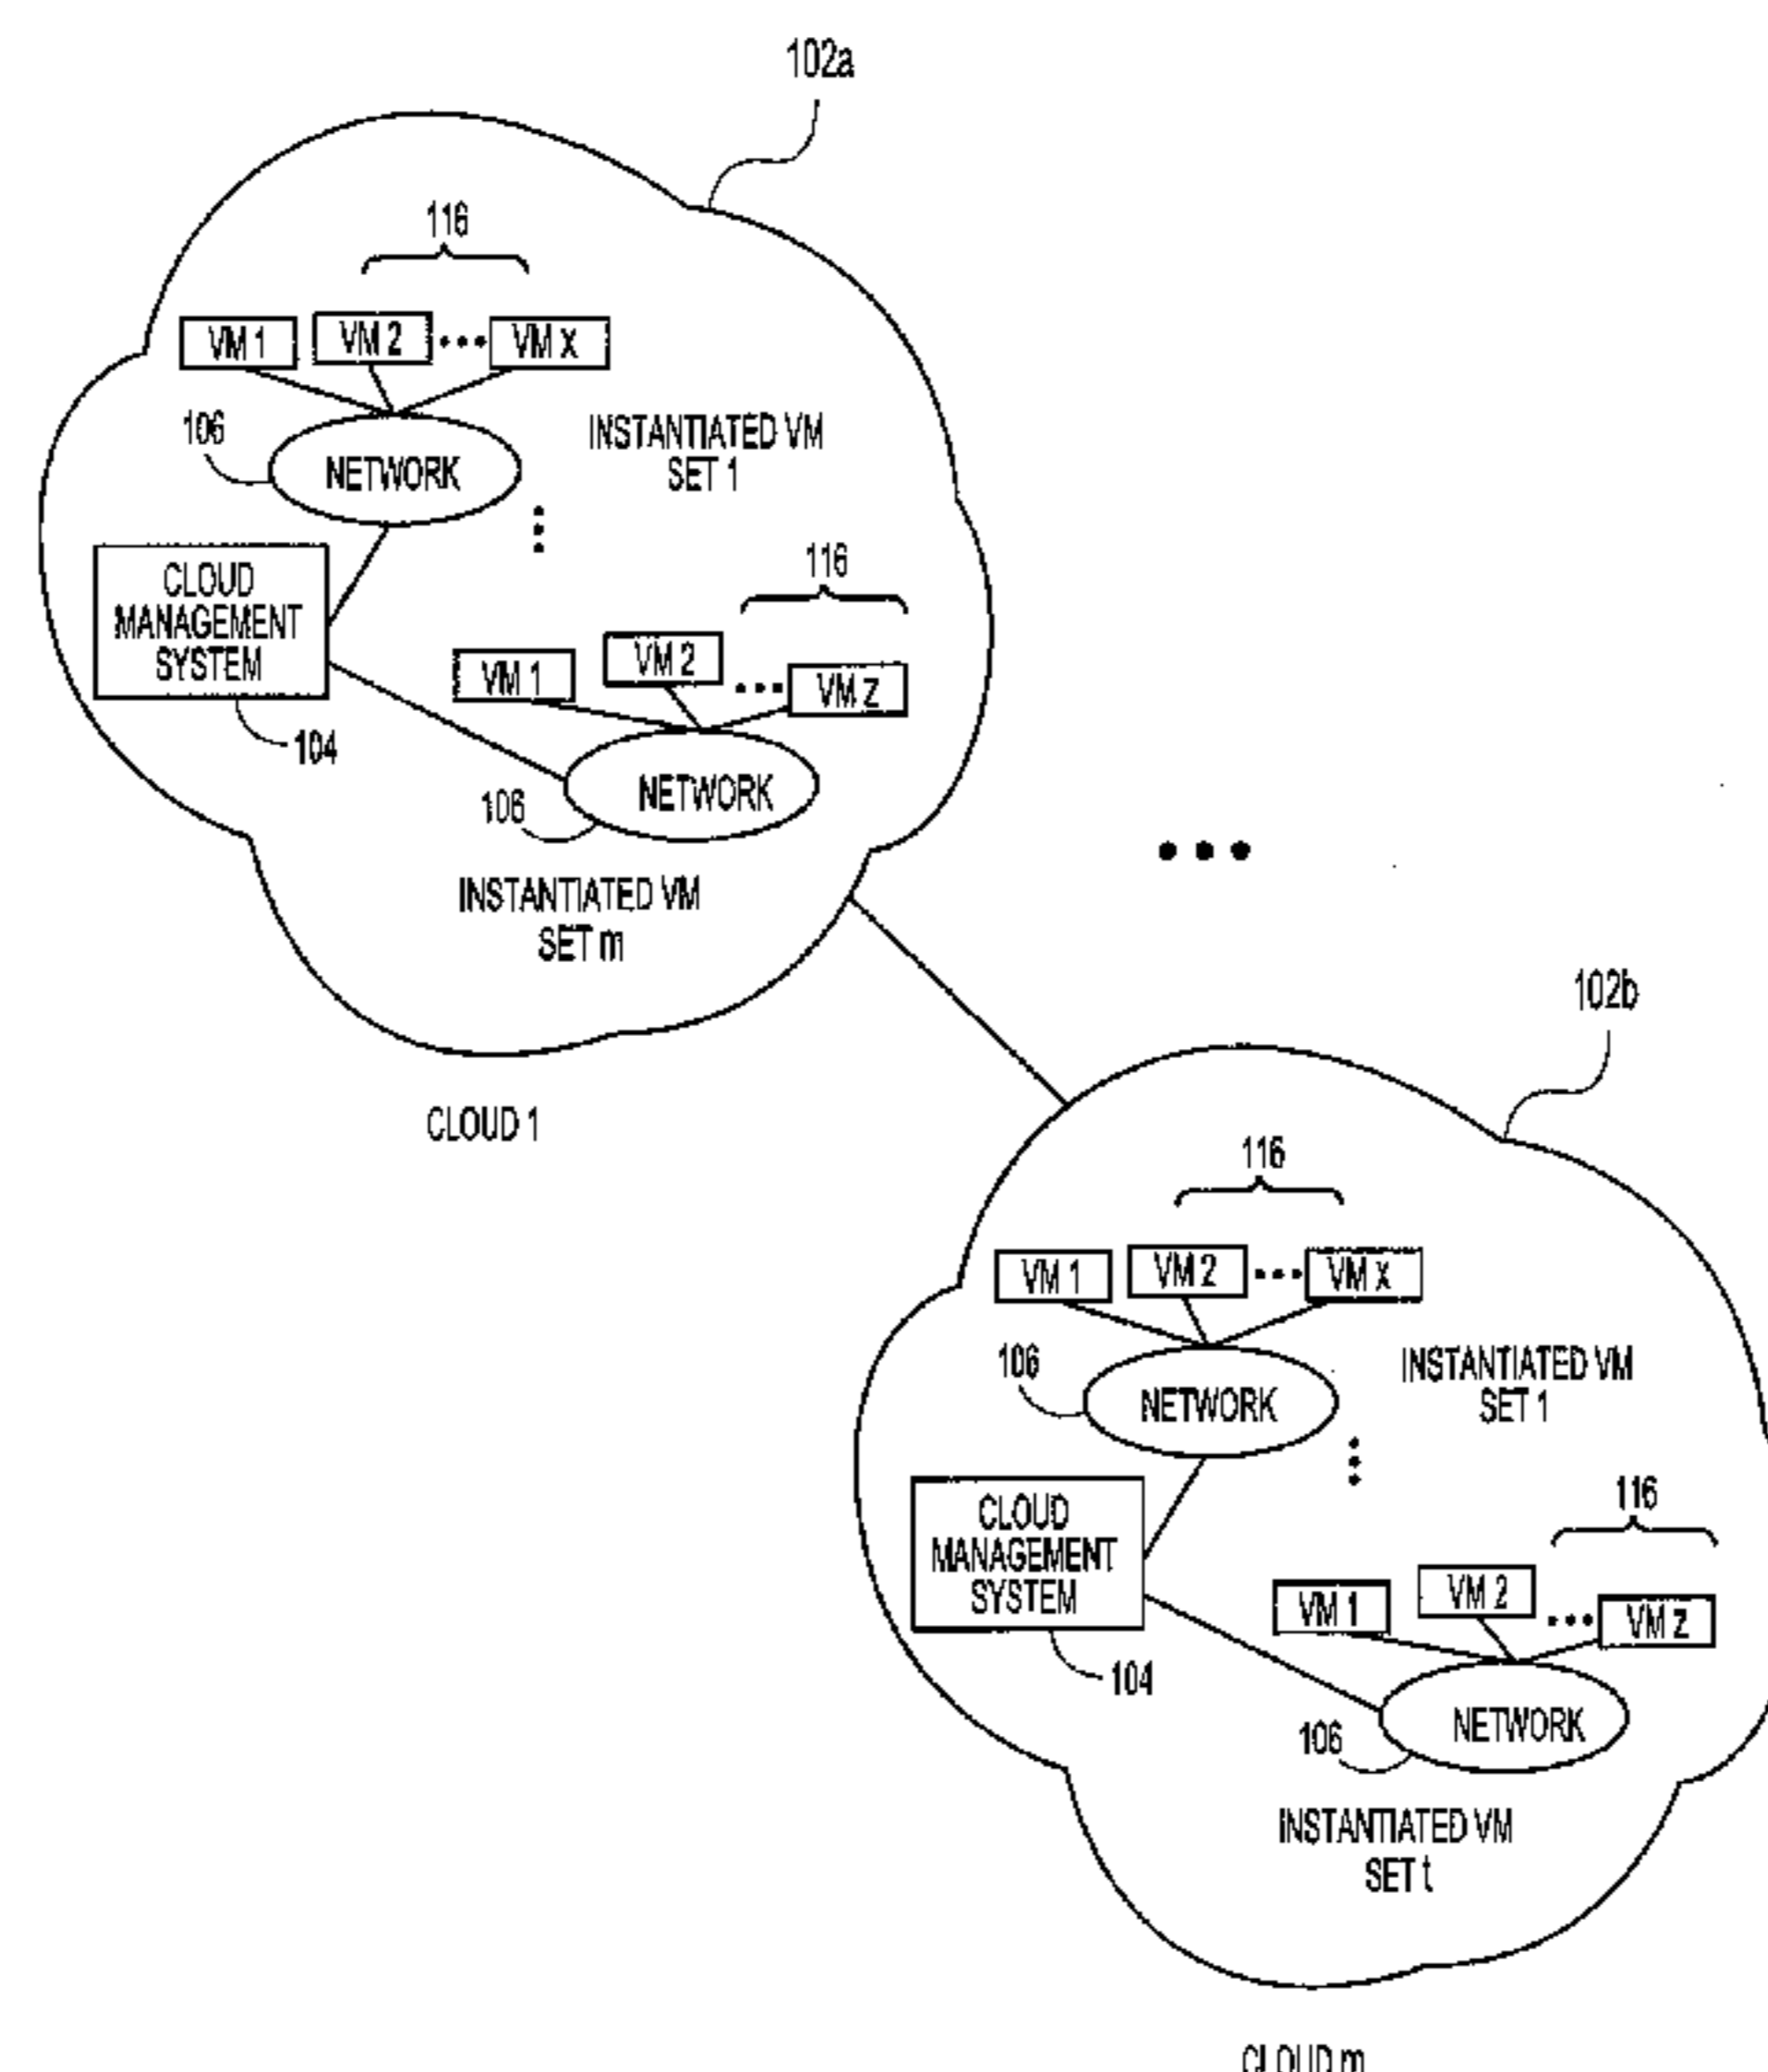 102a
116
VM 1 VM 2 ••• VM X
106
NETWORK
INSTANTIATED VM
SET 1
CLOUD
MANAGEMENT
SYSTEM
104
116
VM 1 VM 2 ••• VM Z
106
NETWORK
INSTANTIATED VM
SET m
CLOUD 1
•••
102b
116
VM 1 VM 2 ••• VM X
106
NETWORK
INSTANTIATED VM
SET 1
CLOUD
MANAGEMENT
SYSTEM
104
116
VM 1 VM 2 ••• VM Z
106
NETWORK
INSTANTIATED VM
SET t
CLOUD m